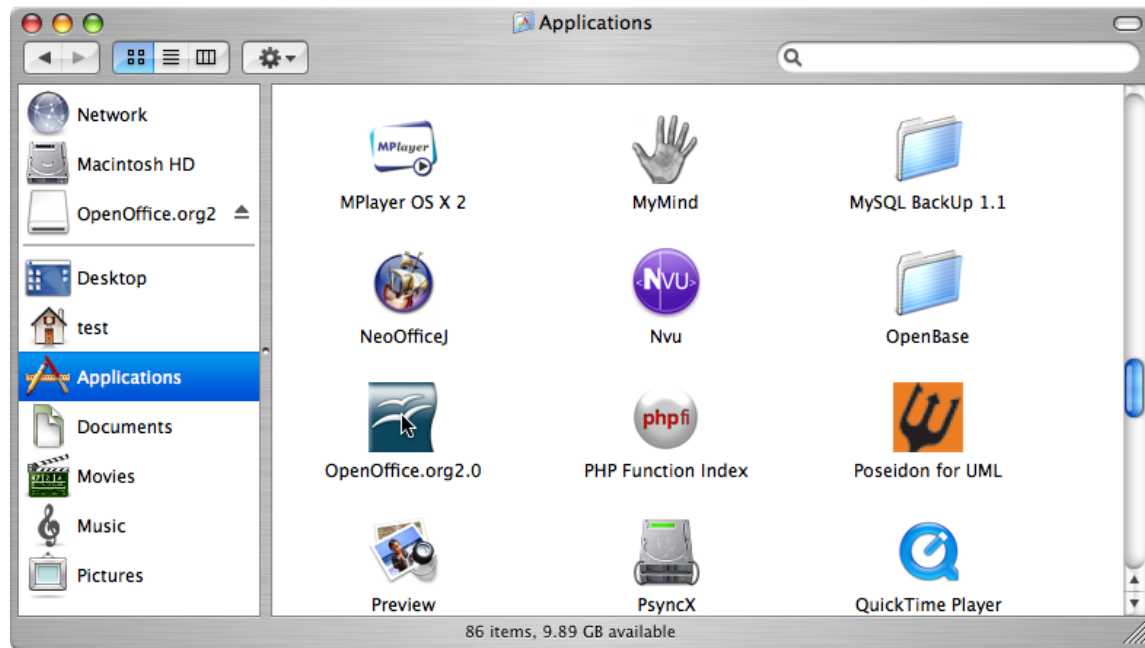 Applications
Network
Macintosh HD
OpenOffice.org2
Desktop
test
Applications
Documents
Movies
Music
Pictures
MPlayer
MPlayer OS X 2
MyMind
MySQL BackUp 1.1
NeoOfficeJ
<NVU>
Nvu
OpenBase
OpenOffice.org2.0
phpfi
PHP Function Index
Poseidon for UML
Preview
PsyncX
QuickTime Player
86 items, 9.89 GB available